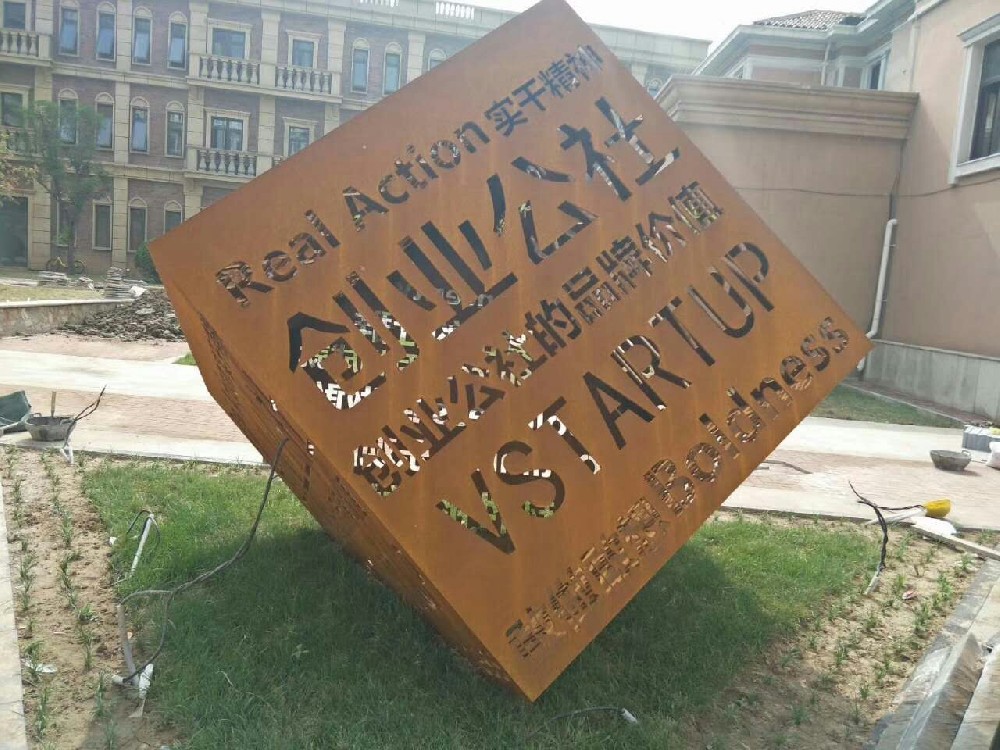 Real Action 实干精神
创业公社
创业公社的品牌价值
VSTARTUP
Boldness